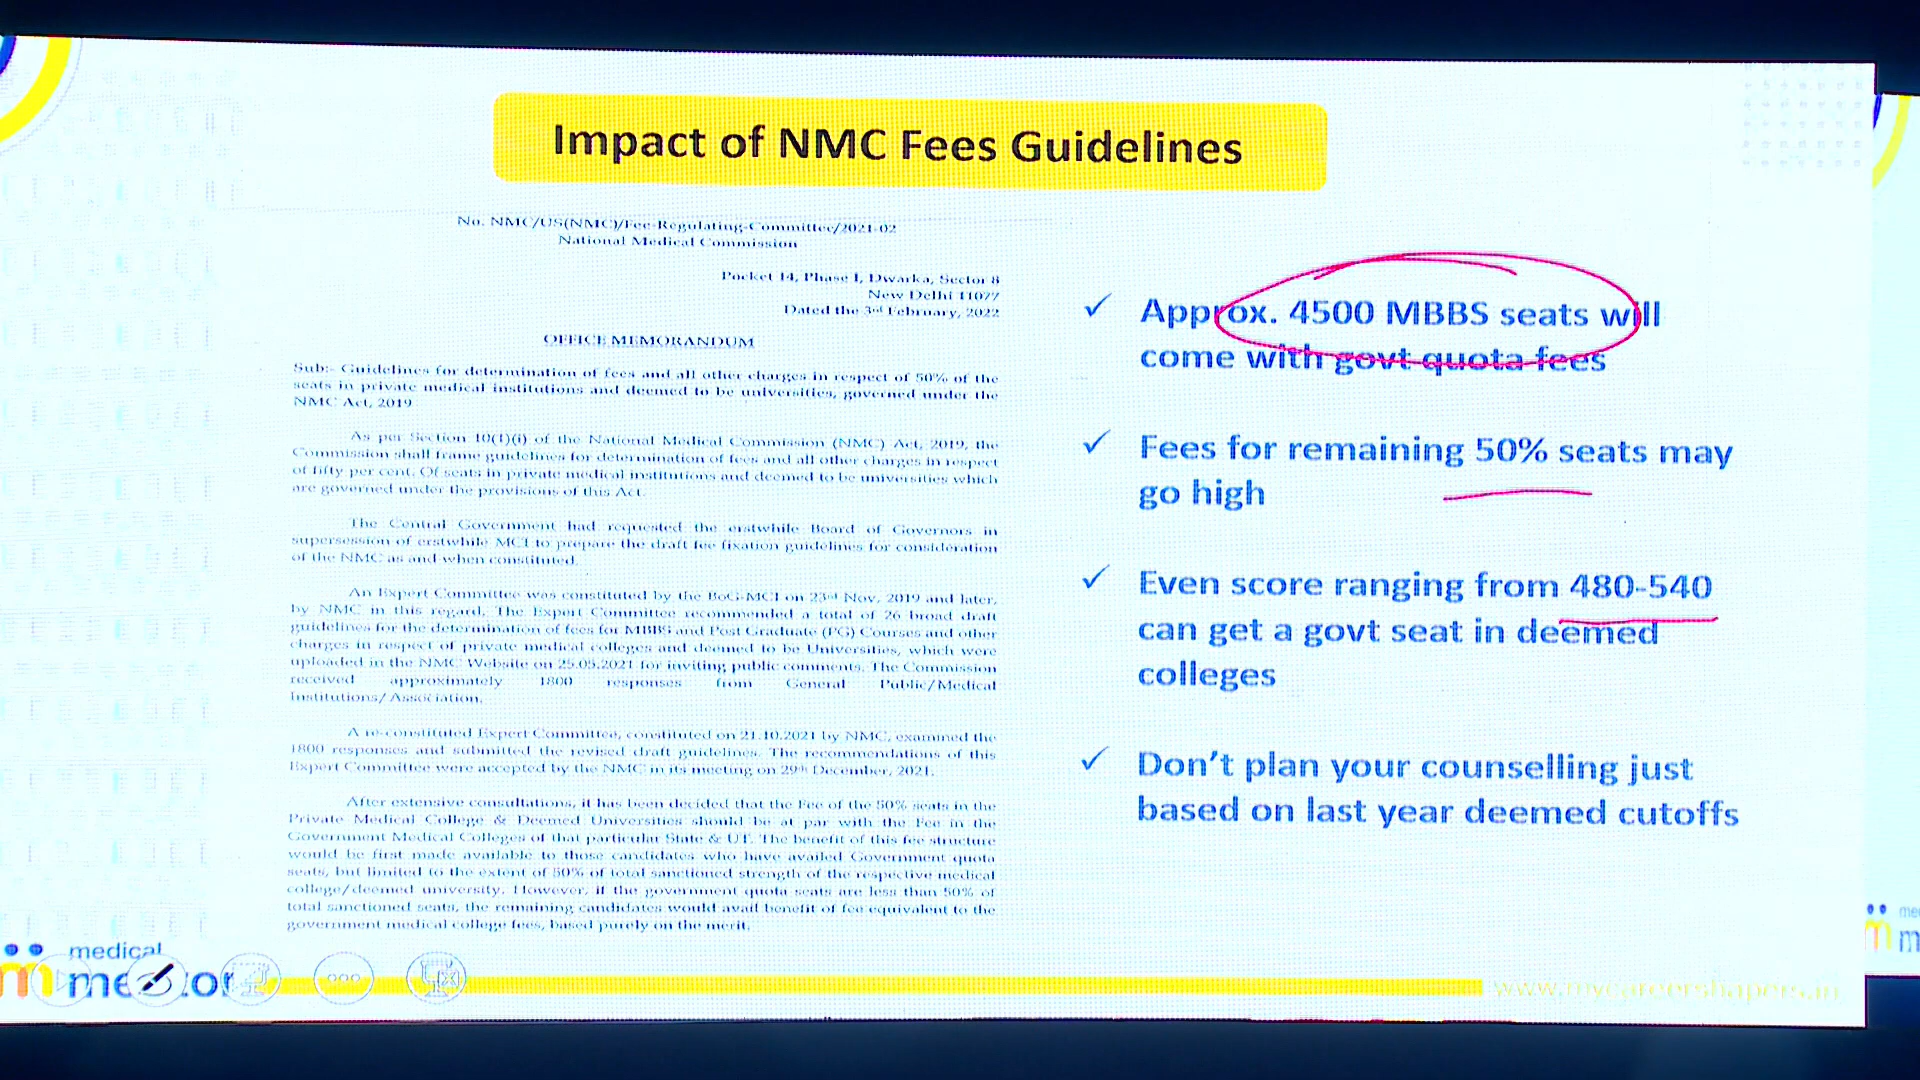 Impact of NMC Fees Guidelines
No. NMC/US(NMC)/Fee-Regulating-Committee/2021-02
National Medical Commission
Pocket 14, Phase I, Dwarka, Sector 8
New Delhi 11077
Dated the 3rd February, 2022
OFFICE MEMORANDUM
Sub:- Guidelines for determination of fees and all other charges in respect of 50% of the
seats in private medical institutions and deemed to be universities, governed under the
NMC Act, 2019
As per Section 10(1)(i) of the National Medical Commission (NMC) Act, 2019, the
Commission shall frame guidelines for determination of fees and all other charges in respect
of fifty per cent. Of seats in private medical institutions and deemed to be universities which
are governed under the provisions of this Act.
The Central Government had requested the erstwhile Board of Governors in
supersession of erstwhile MCI to prepare the draft fee fixation guidelines for consideration
of the NMC as and when constituted.
An Expert Committee was constituted by the BoG-MCI on 23rd Nov, 2019 and later,
by NMC in this regard. The Expert Committee recommended a total of 26 broad draft
guidelines for the determination of fees for MBBS and Post Graduate (PG) Courses and other
charges in respect of private medical colleges and deemed to be Universities, which were
uploaded in the NMC Website on 25.05.2021 for inviting public comments. The Commission
received approximately 1800 responses from General Public/Medical
Institutions/Association.
A re-constituted Expert Committee, constituted on 21.10.2021 by NMC, examined the
1800 responses and submitted the revised draft guidelines. The recommendations of this
Expert Committee were accepted by the NMC in its meeting on 29th December, 2021.
After extensive consultations, it has been decided that the Fee of the 50% seats in the
Private Medical College & Deemed Universities should be at par with the Fee in the
Government Medical Colleges of that particular State & UT. The benefit of this fee structure
would be first made available to those candidates who have availed Government quota
seats, but limited to the extent of 50% of total sanctioned strength of the respective medical
college/deemed university. However, if the government quota seats are less than 50% of
total sanctioned seats, the remaining candidates would avail benefit of fee equivalent to the
government medical college fees, based purely on the merit.
✓ Approx. 4500 MBBS seats will
come with govt quota fees
✓ Fees for remaining 50% seats may
go high
✓ Even score ranging from 480-540
can get a govt seat in deemed
colleges
✓ Don't plan your counselling just
based on last year deemed cutoffs
medical
mentor
www.mycareershapers.in
me
m